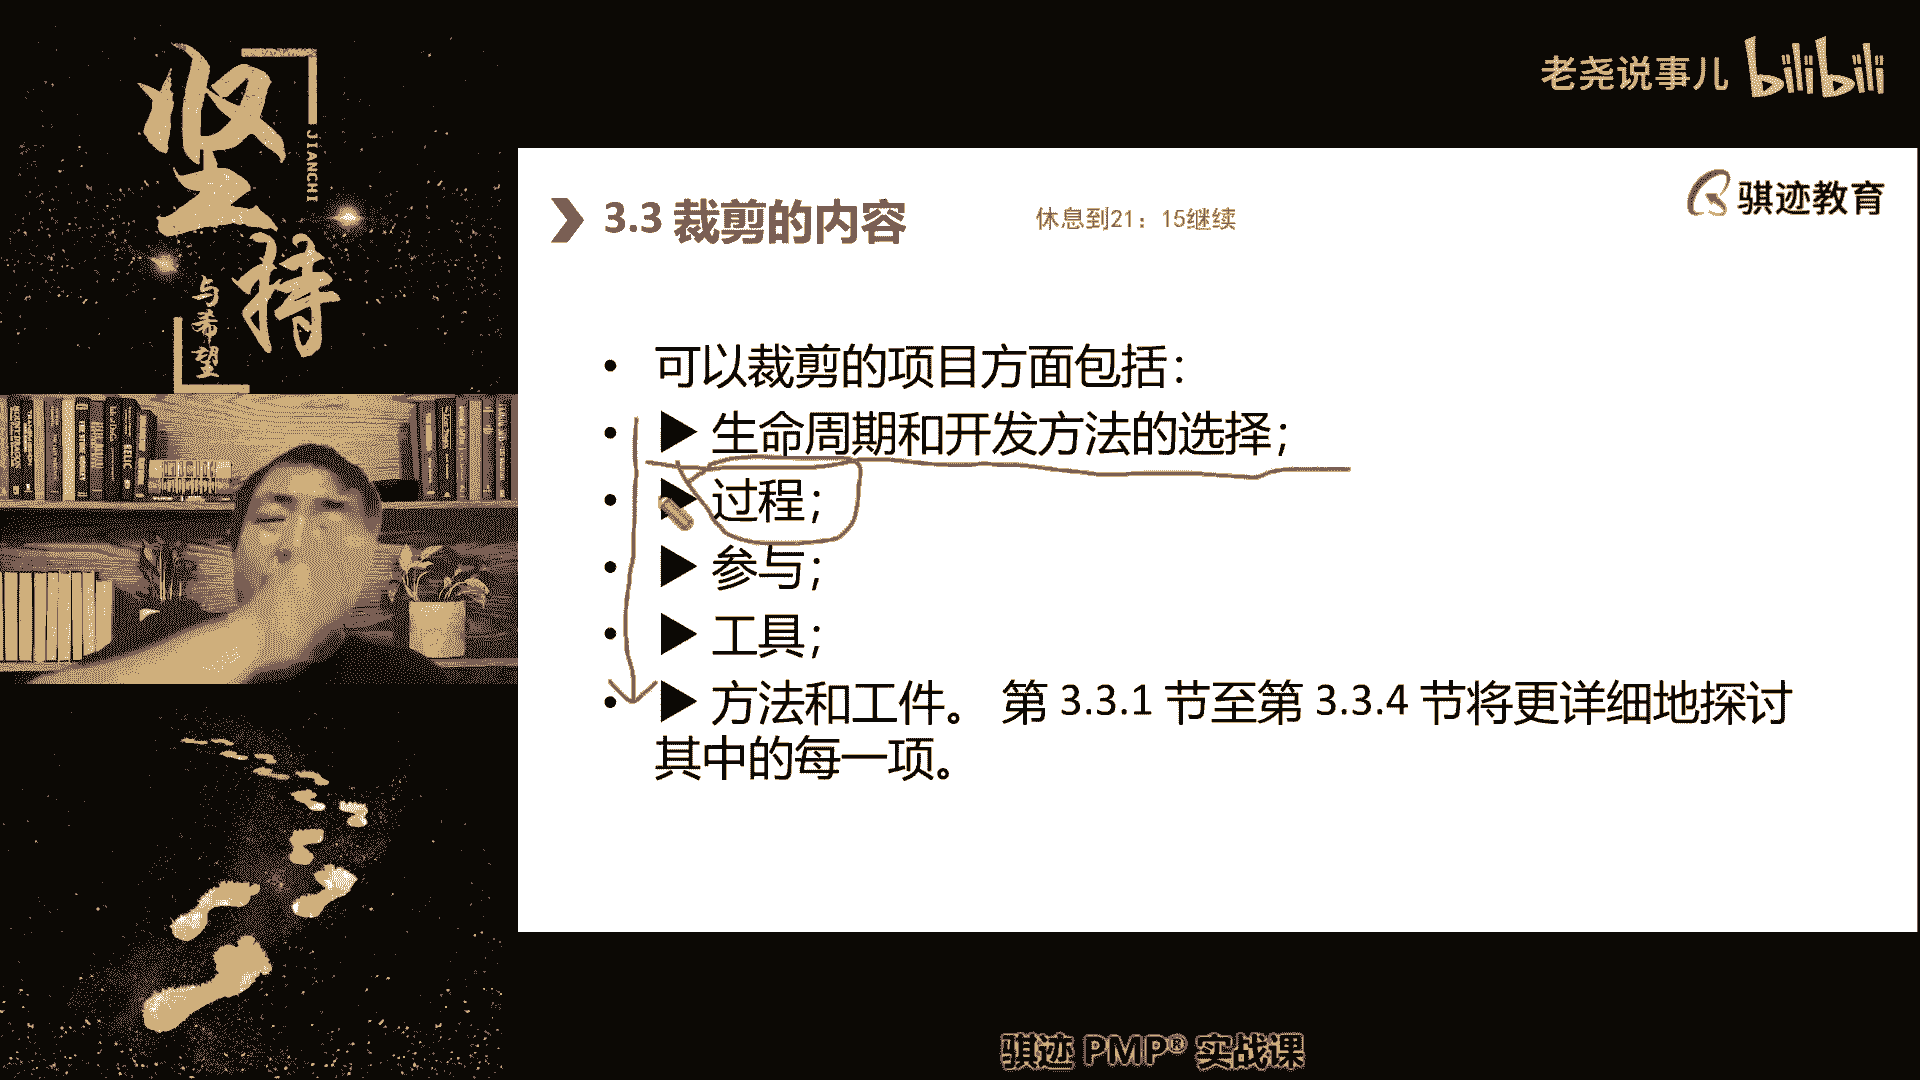 坚持
JIANCHI
与希望
老尧说事儿 bilibili
骐迹教育
3.3 裁剪的内容
休息到21：15继续
• 可以裁剪的项目方面包括：
• ▶ 生命周期和开发方法的选择；
• ▶ 过程；
• ▶ 参与；
• ▶ 工具；
• ▶ 方法和工件。 第 3.3.1 节至第 3.3.4 节将更详细地探讨
其中的每一项。
骐迹 PMP® 实战课